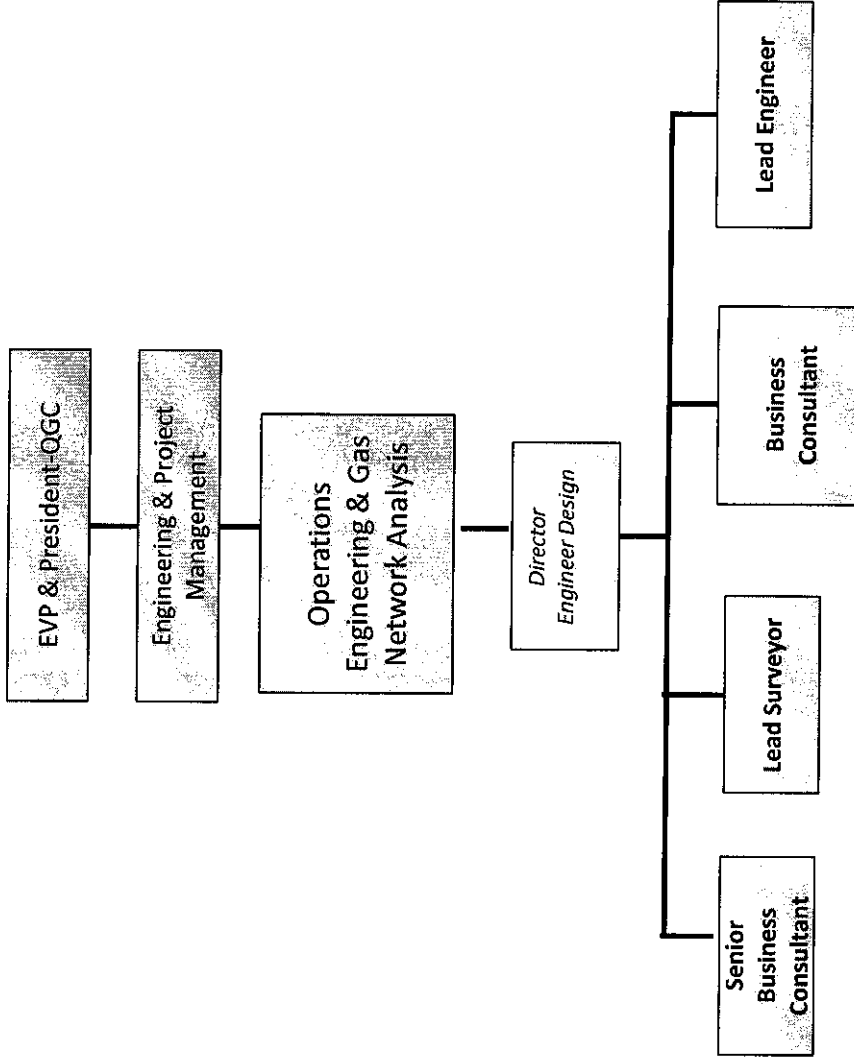 EVP & President-QGC
Engineering & Project
Management
Operations
Engineering & Gas
Network Analysis
Director
Engineer Design
Senior
Business
Consultant
Lead Surveyor
Business
Consultant
Lead Engineer